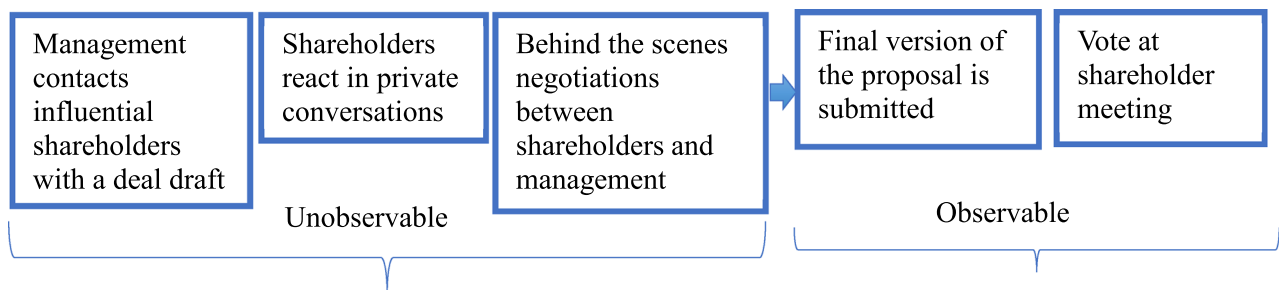 Management
contacts
influential
shareholders
with a deal draft
Shareholders
react in private
conversations
Behind the scenes
negotiations
between
shareholders and
management
Final version of
the proposal is
submitted
Vote at
shareholder
meeting
Unobservable
Observable